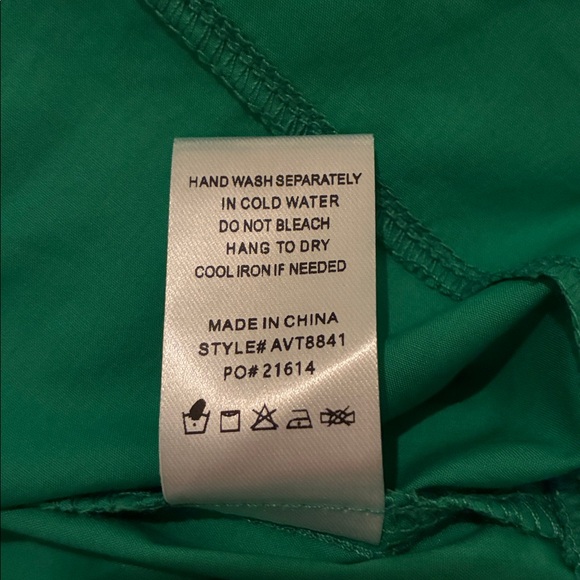 HAND WASH SEPARATELY
IN COLD WATER
DO NOT BLEACH
HANG TO DRY
COOL IRON IF NEEDED
MADE IN CHINA
STYLE# AVT8841
PO# 21614